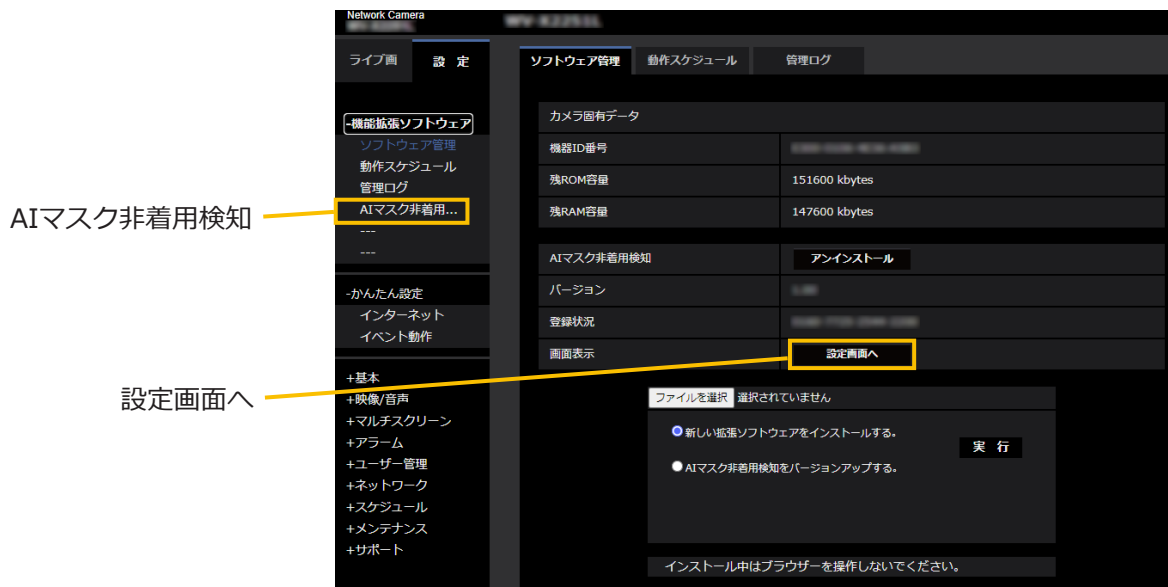 Network Camera
ライブ画
設 定
ソフトウェア管理
動作スケジュール
管理ログ
-機能拡張ソフトウェア
ソフトウェア管理
動作スケジュール
管理ログ
AIマスク非着用...
---
---
-かんたん設定
インターネット
イベント動作
+基本
+映像/音声
+マルチスクリーン
+アラーム
+ユーザー管理
+ネットワーク
+スケジュール
+メンテナンス
+サポート
AIマスク非着用検知
設定画面へ
カメラ固有データ
機器ID番号
残ROM容量 151600 kbytes
残RAM容量 147600 kbytes
AIマスク非着用検知 アンインストール
バージョン
登録状況
画面表示 設定画面へ
ファイルを選択 選択されていません
新しい拡張ソフトウェアをインストールする。
実 行
AIマスク非着用検知をバージョンアップする。
インストール中はブラウザーを操作しないでください。